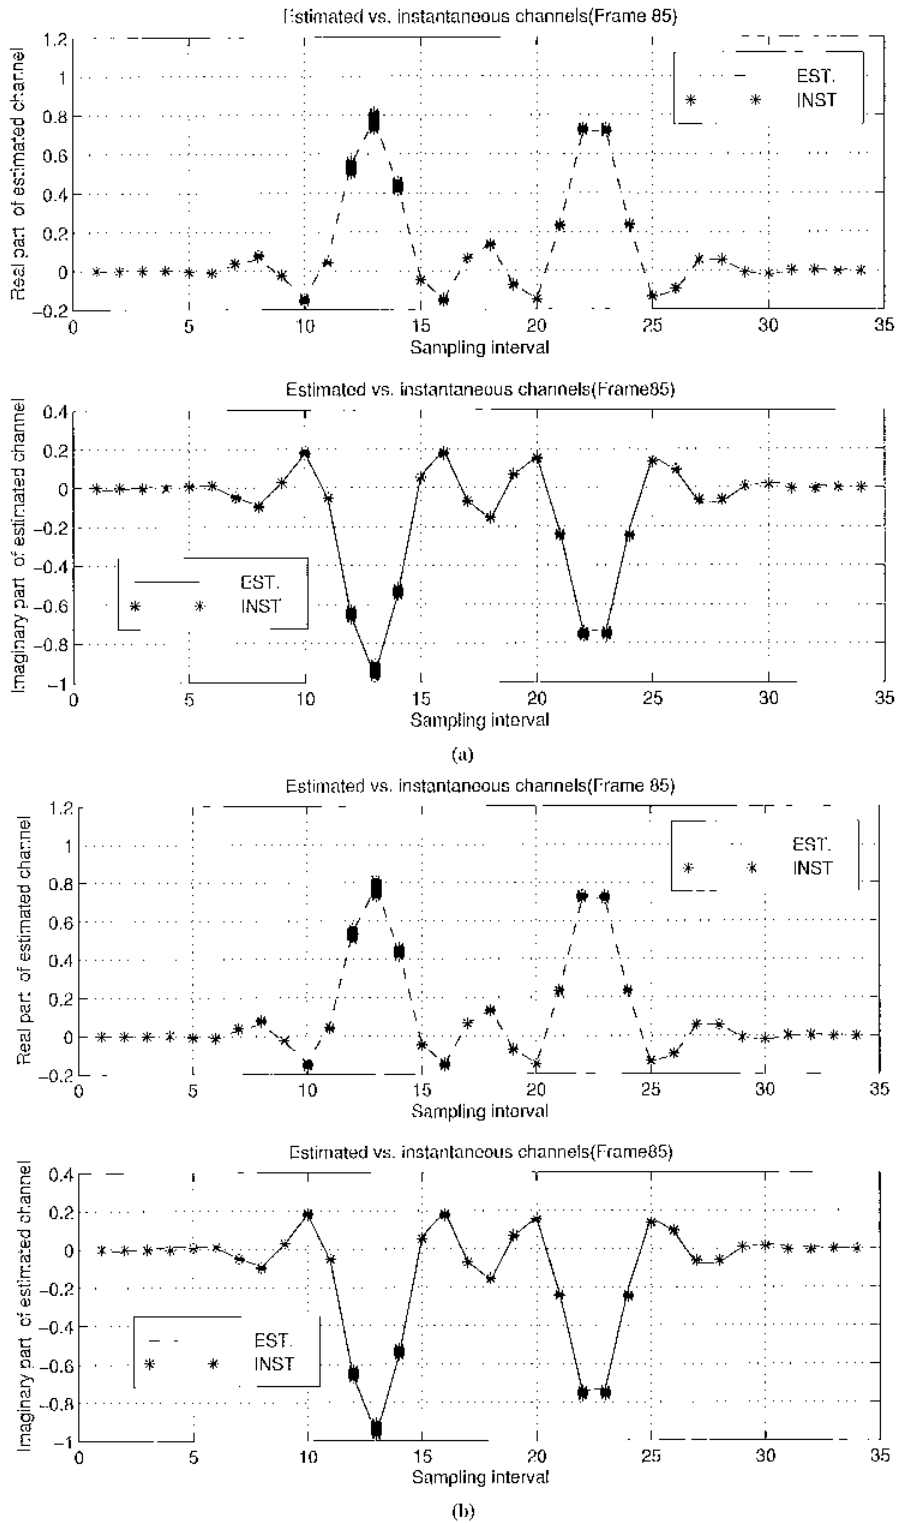 Estimated vs. instantaneous channels(Frame 85)
Real part of estimated channel
1.2
1
0.8
0.6
0.4
0.2
0
−0.2
EST.
INST
0 5 10 15 20 25 30 35
Sampling interval
Estimated vs. instantaneous channels(Frame85)
Imaginary part of estimated channel
0.4
0.2
0
−0.2
−0.4
−0.6
−0.8
−1
EST.
INST
0 5 10 15 20 25 30 35
Sampling interval
(a)
Estimated vs. instantaneous channels(Frame 85)
Real part of estimated channel
1.2
1
0.8
0.6
0.4
0.2
0
−0.2
EST.
INST
0 5 10 15 20 25 30 35
Sampling interval
Estimated vs. instantaneous channels(Frame85)
Imaginary part of estimated channel
0.4
0.2
0
−0.2
−0.4
−0.6
−0.8
−1
EST.
INST
0 5 10 15 20 25 30 35
Sampling interval
(b)